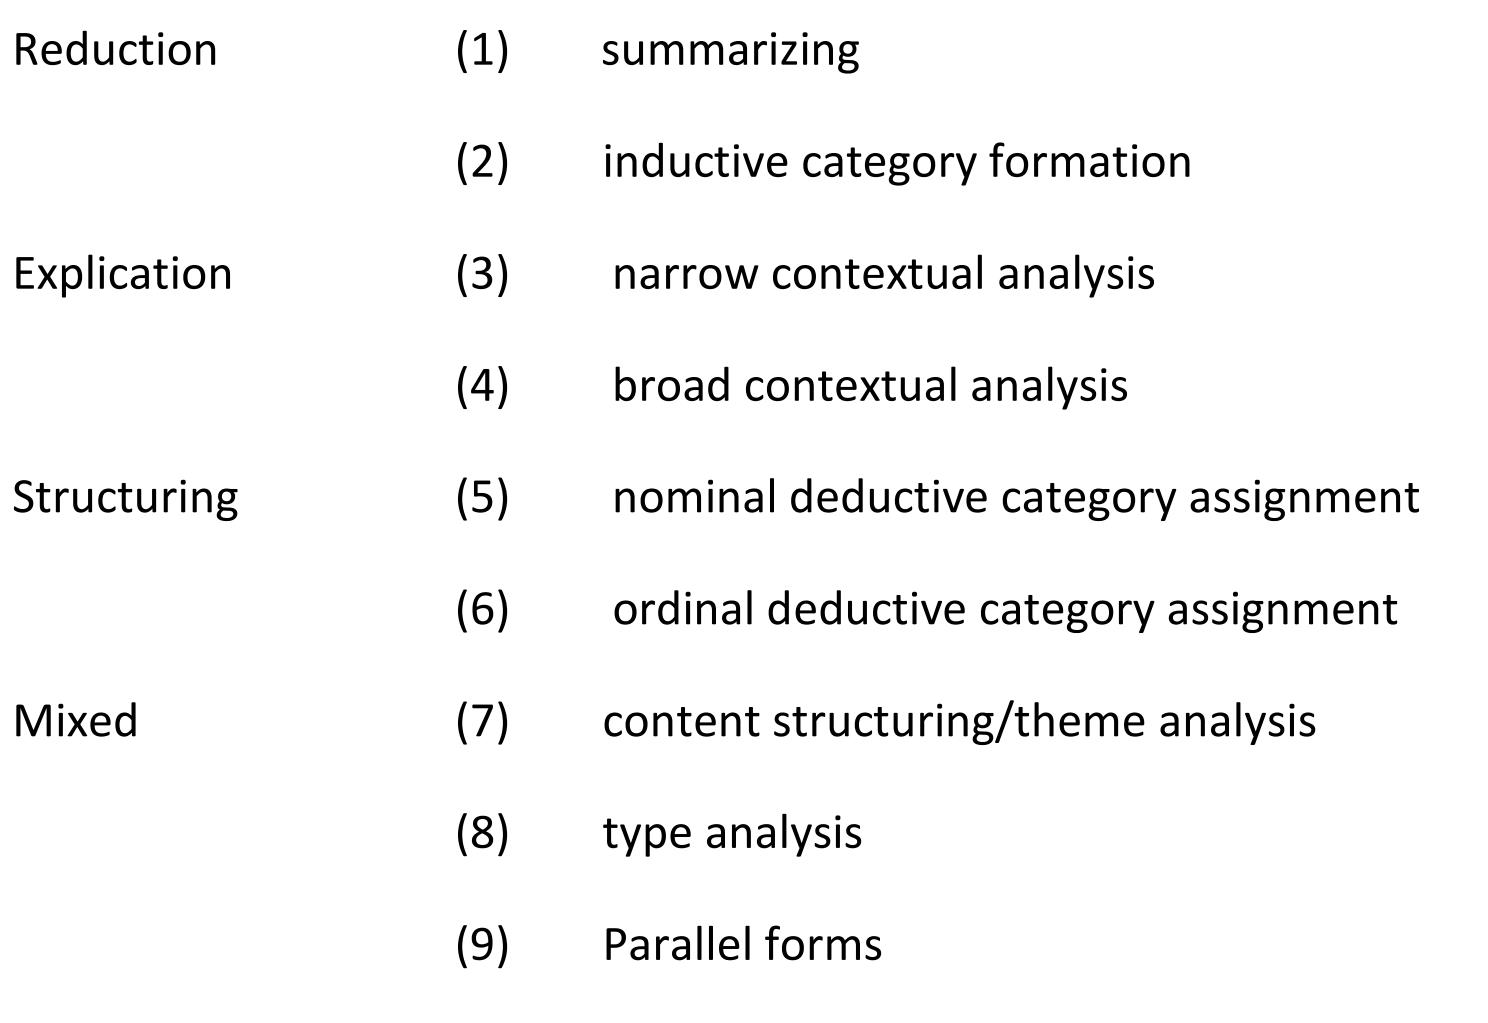 Reduction (1) summarizing
(2) inductive category formation
Explication (3) narrow contextual analysis
(4) broad contextual analysis
Structuring (5) nominal deductive category assignment
(6) ordinal deductive category assignment
Mixed (7) content structuring/theme analysis
(8) type analysis
(9) Parallel forms